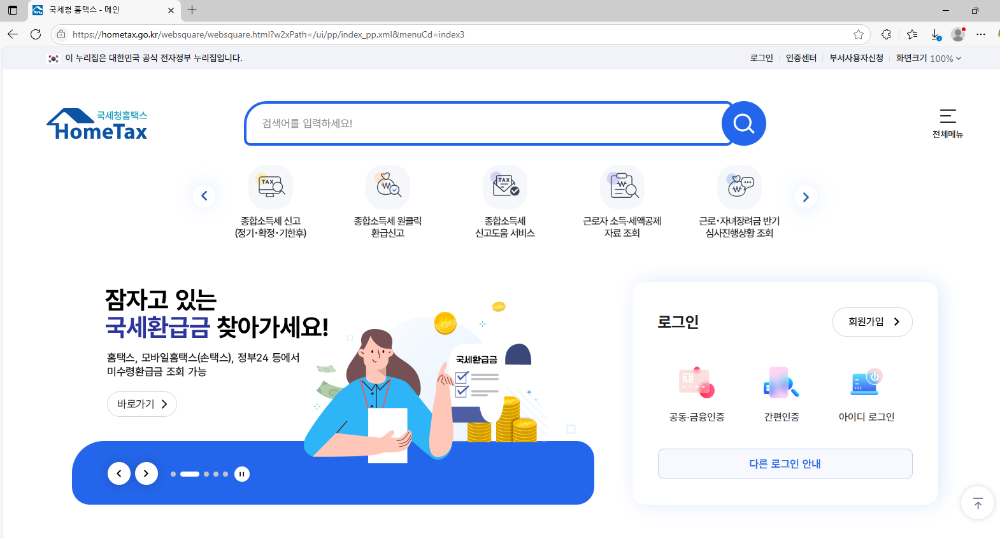 국세청 홈택스 - 메인
https://hometax.go.kr/websquare/websquare.html?w2xPath=/ui/pp/index_pp.xml&menuCd=index3
이 누리집은 대한민국 공식 전자정부 누리집입니다.
로그인
인증센터
부서사용자신청
화면크기 100%
국세청홈택스
HomeTax
검색어를 입력하세요!
전체메뉴
TAX
종합소득세 신고
(정기·확정·기한후)
₩
종합소득세 원클릭
환급신고
TAX
종합소득세
신고도움 서비스
₩
근로자 소득·세액공제
자료 조회
₩
근로·자녀장려금 반기
심사진행상황 조회
잠자고 있는
국세환급금 찾아가세요!
홈택스, 모바일홈택스(손택스), 정부24 등에서
미수령환급금 조회 가능
바로가기
국세환급금
로그인
회원가입
공동·금융인증
간편인증
아이디 로그인
다른 로그인 안내